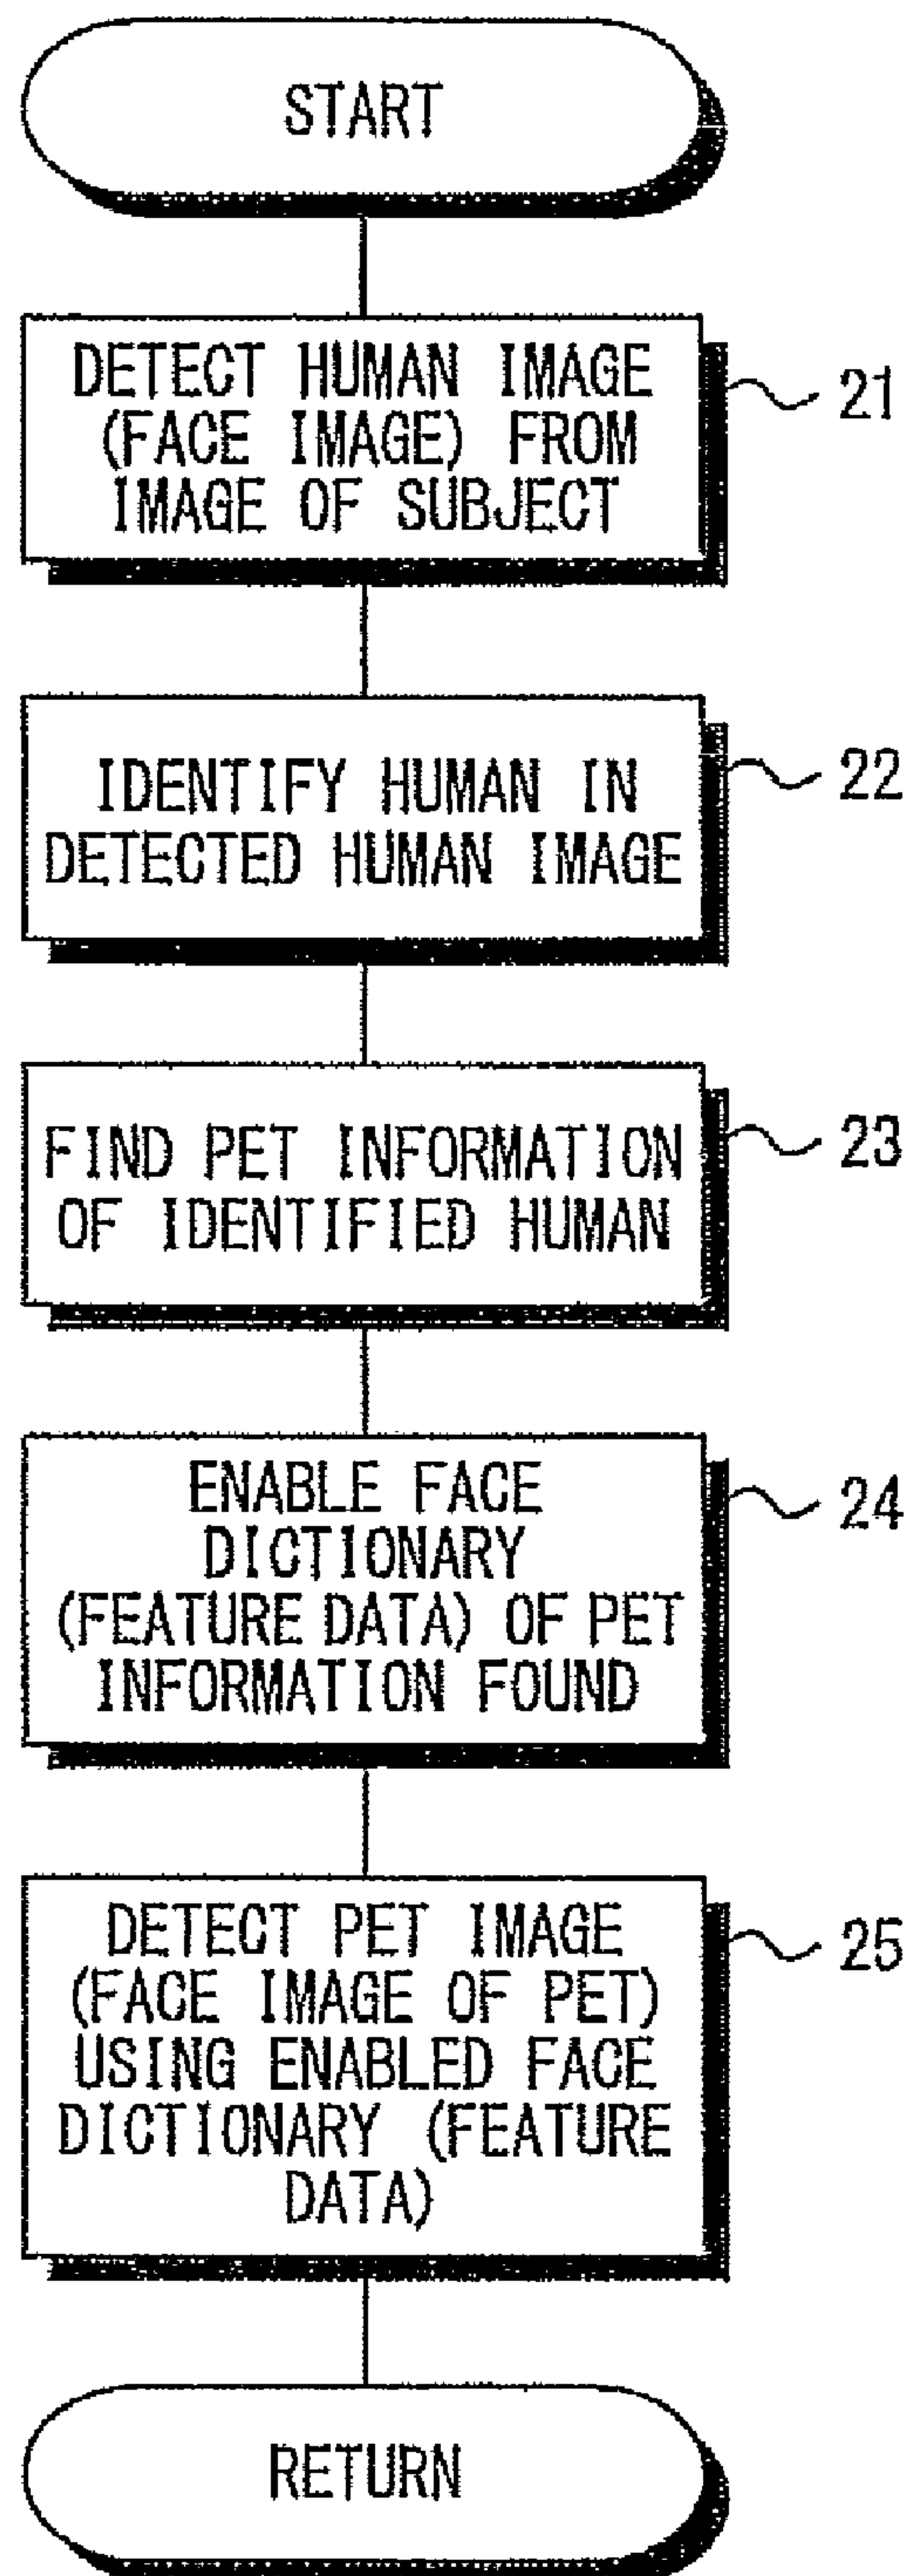 START
DETECT HUMAN IMAGE
(FACE IMAGE) FROM
IMAGE OF SUBJECT
21
IDENTIFY HUMAN IN
DETECTED HUMAN IMAGE
22
FIND PET INFORMATION
OF IDENTIFIED HUMAN
23
ENABLE FACE
DICTIONARY
(FEATURE DATA) OF PET
INFORMATION FOUND
24
DETECT PET IMAGE
(FACE IMAGE OF PET)
USING ENABLED FACE
DICTIONARY (FEATURE
DATA)
25
RETURN